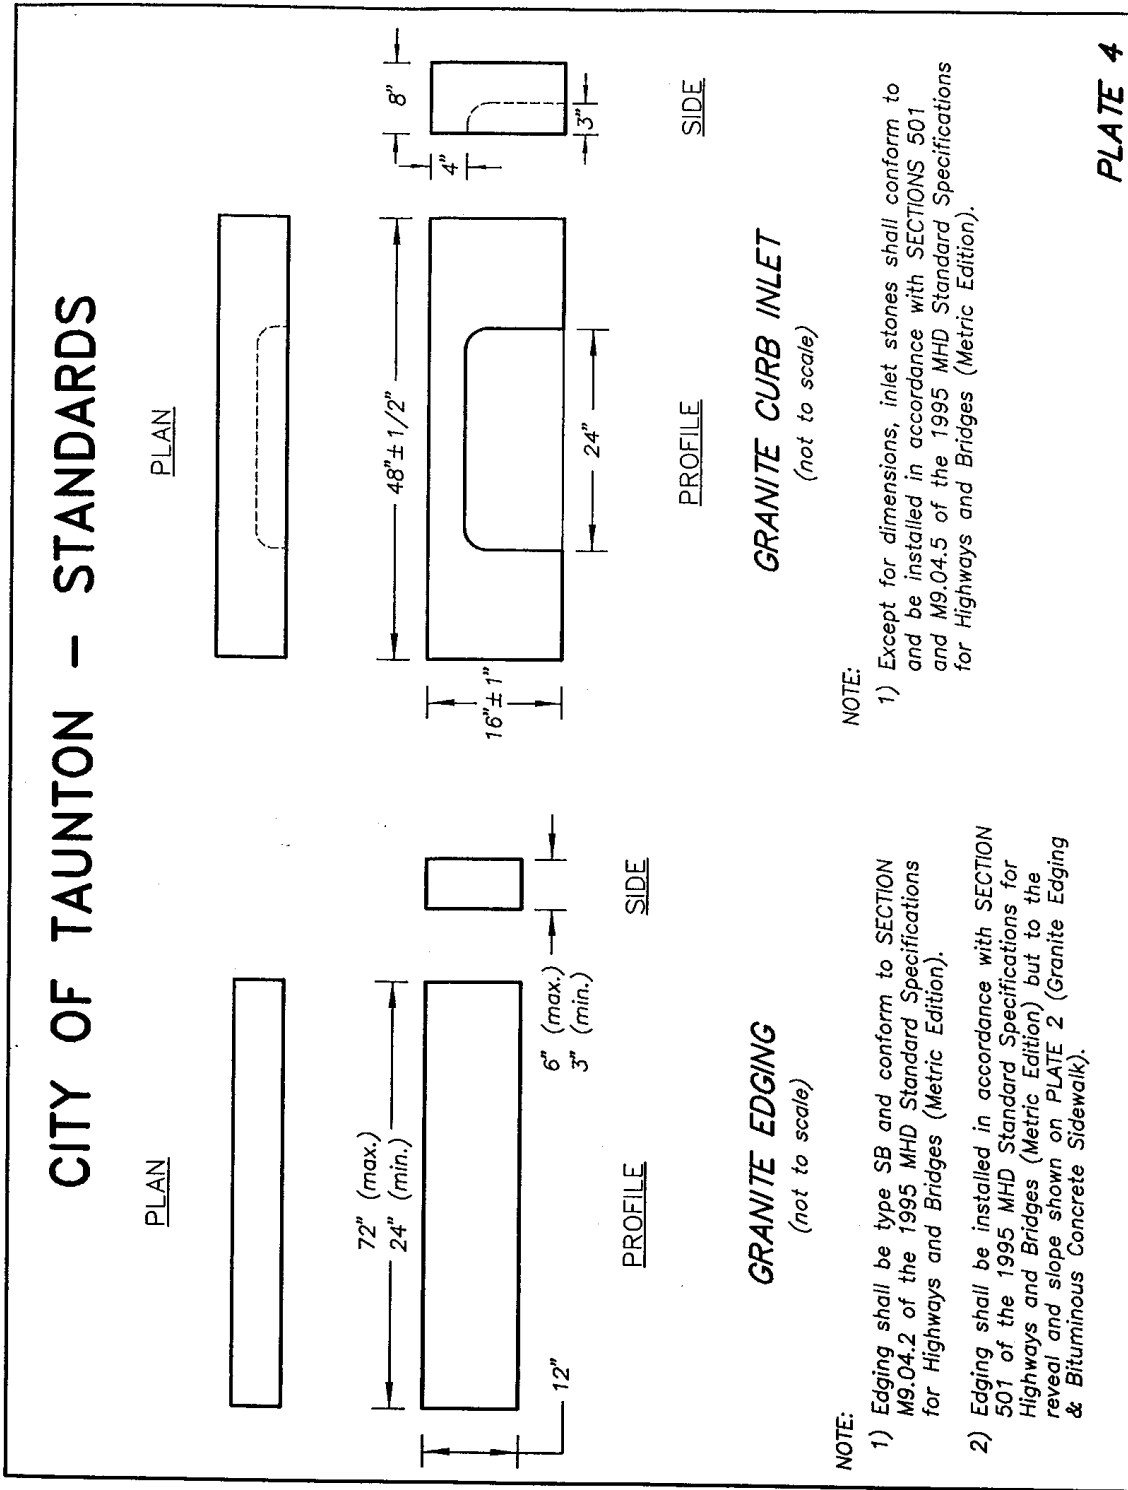 CITY OF TAUNTON – STANDARDS
PLAN
72" (max.)
24" (min.)
12"
6" (max.)
3" (min.)
PROFILE
SIDE
GRANITE EDGING
(not to scale)
NOTE:
1) Edging shall be type SB and conform to SECTION
M9.04.2 of the 1995 MHD Standard Specifications
for Highways and Bridges (Metric Edition).
2) Edging shall be installed in accordance with SECTION
501 of the 1995 MHD Standard Specifications for
Highways and Bridges (Metric Edition) but to the
reveal and slope shown on PLATE 2 (Granite Edging
& Bituminous Concrete Sidewalk).
PLAN
48"± 1/2"
16"± 1"
24"
8"
4"
3"
PROFILE
SIDE
GRANITE CURB INLET
(not to scale)
NOTE:
1) Except for dimensions, inlet stones shall conform to
and be installed in accordance with SECTIONS 501
and M9.04.5 of the 1995 MHD Standard Specifications
for Highways and Bridges (Metric Edition).
PLATE 4